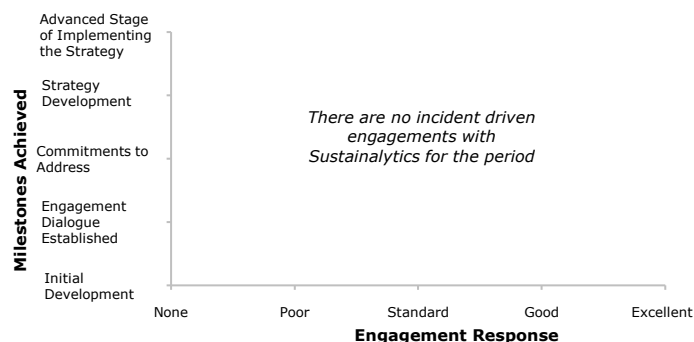 Advanced Stage
of Implementing
the Strategy
Strategy
Development
Commitments to
Address
Engagement
Dialogue
Established
Initial
Development
Milestones Achieved
There are no incident driven
engagements with
Sustainalytics for the period
None
Poor
Standard
Good
Excellent
Engagement Response